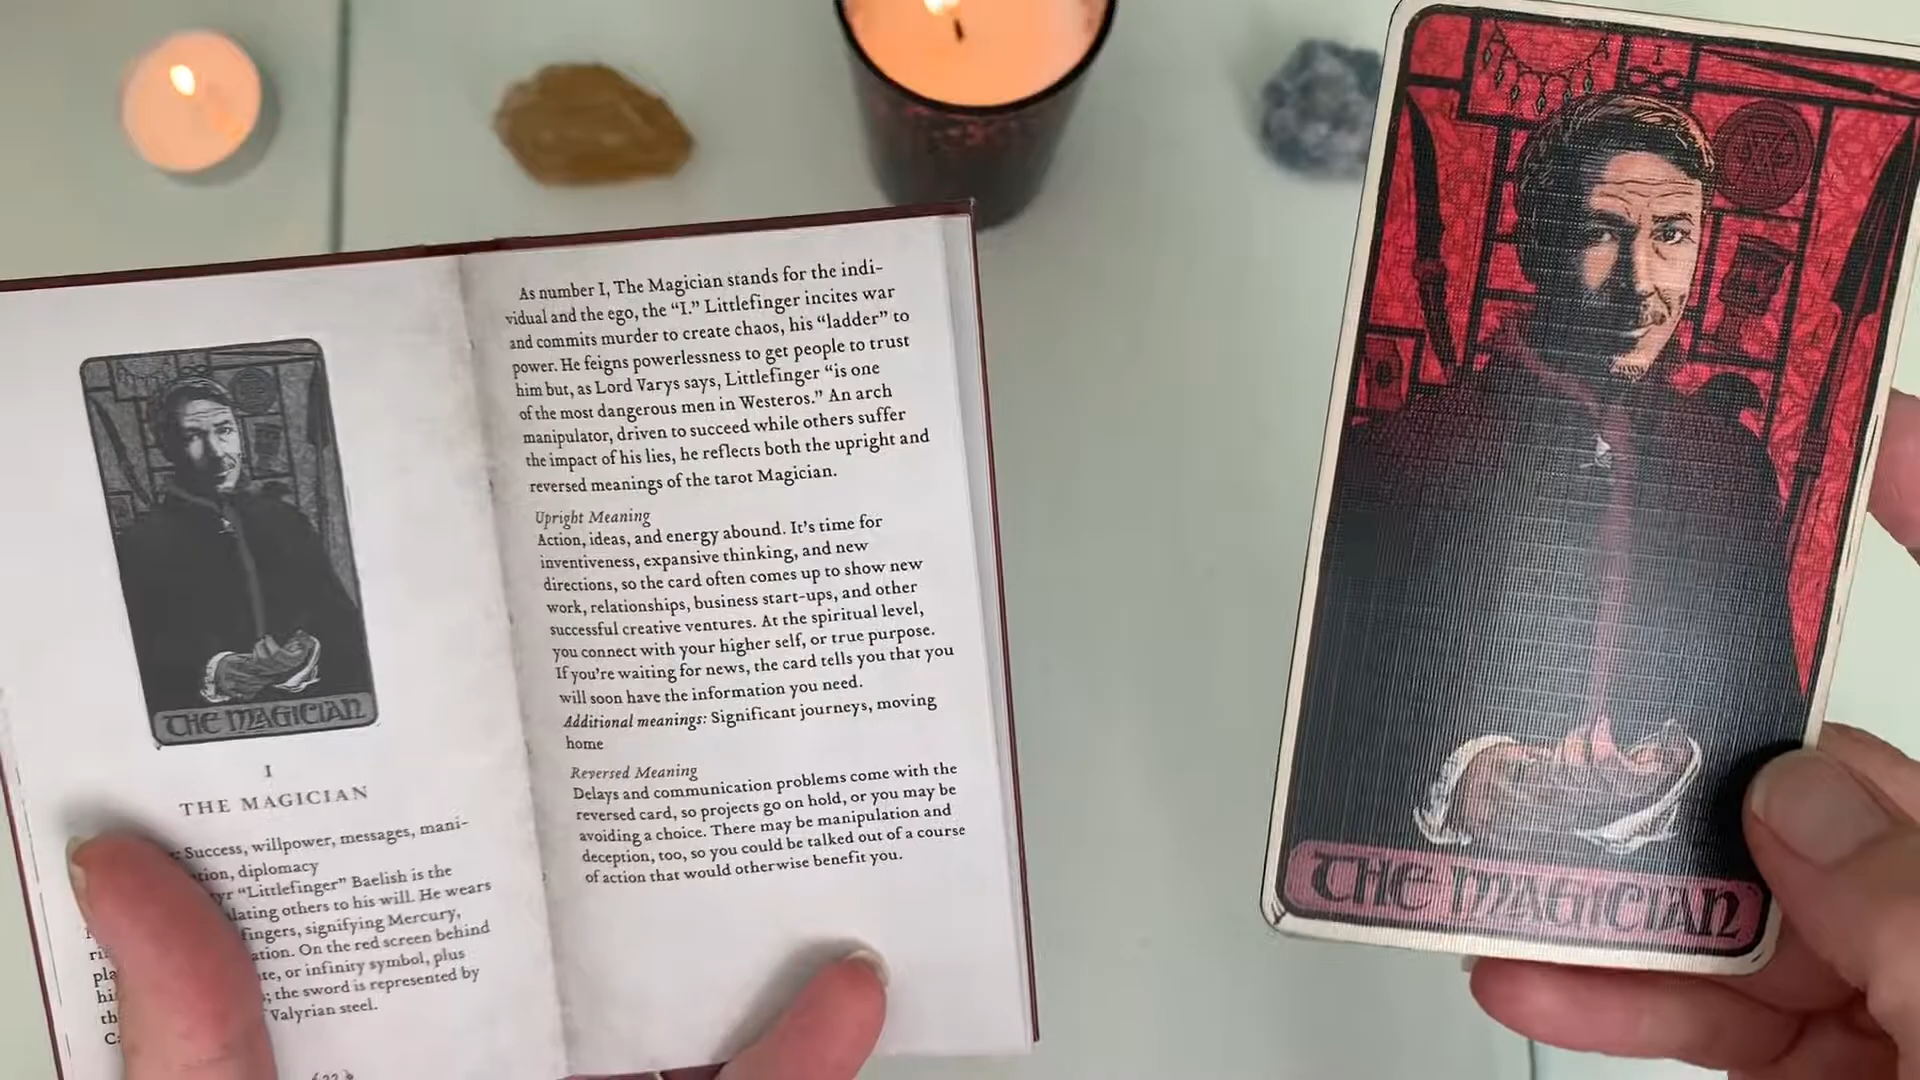 THE MAGICIAN
I
THE MAGICIAN
: Success, willpower, messages, mani-
tion, diplomacy
yr “Littlefinger” Baelish is the
lating others to his will. He wears
fingers, signifying Mercury,
ation. On the red screen behind
te, or infinity symbol, plus
; the sword is represented by
Valyrian steel.
As number I, The Magician stands for the indi-
vidual and the ego, the “I.” Littlefinger incites war
and commits murder to create chaos, his “ladder” to
power. He feigns powerlessness to get people to trust
him but, as Lord Varys says, Littlefinger “is one
of the most dangerous men in Westeros.” An arch
manipulator, driven to succeed while others suffer
the impact of his lies, he reflects both the upright and
reversed meanings of the tarot Magician.
Upright Meaning
Action, ideas, and energy abound. It’s time for
inventiveness, expansive thinking, and new
directions, so the card often comes up to show new
work, relationships, business start-ups, and other
successful creative ventures. At the spiritual level,
you connect with your higher self, or true purpose.
If you’re waiting for news, the card tells you that you
will soon have the information you need.
Additional meanings: Significant journeys, moving
home
Reversed Meaning
Delays and communication problems come with the
reversed card, so projects go on hold, or you may be
avoiding a choice. There may be manipulation and
deception, too, so you could be talked out of a course
of action that would otherwise benefit you.
I
THE MAGICIAN